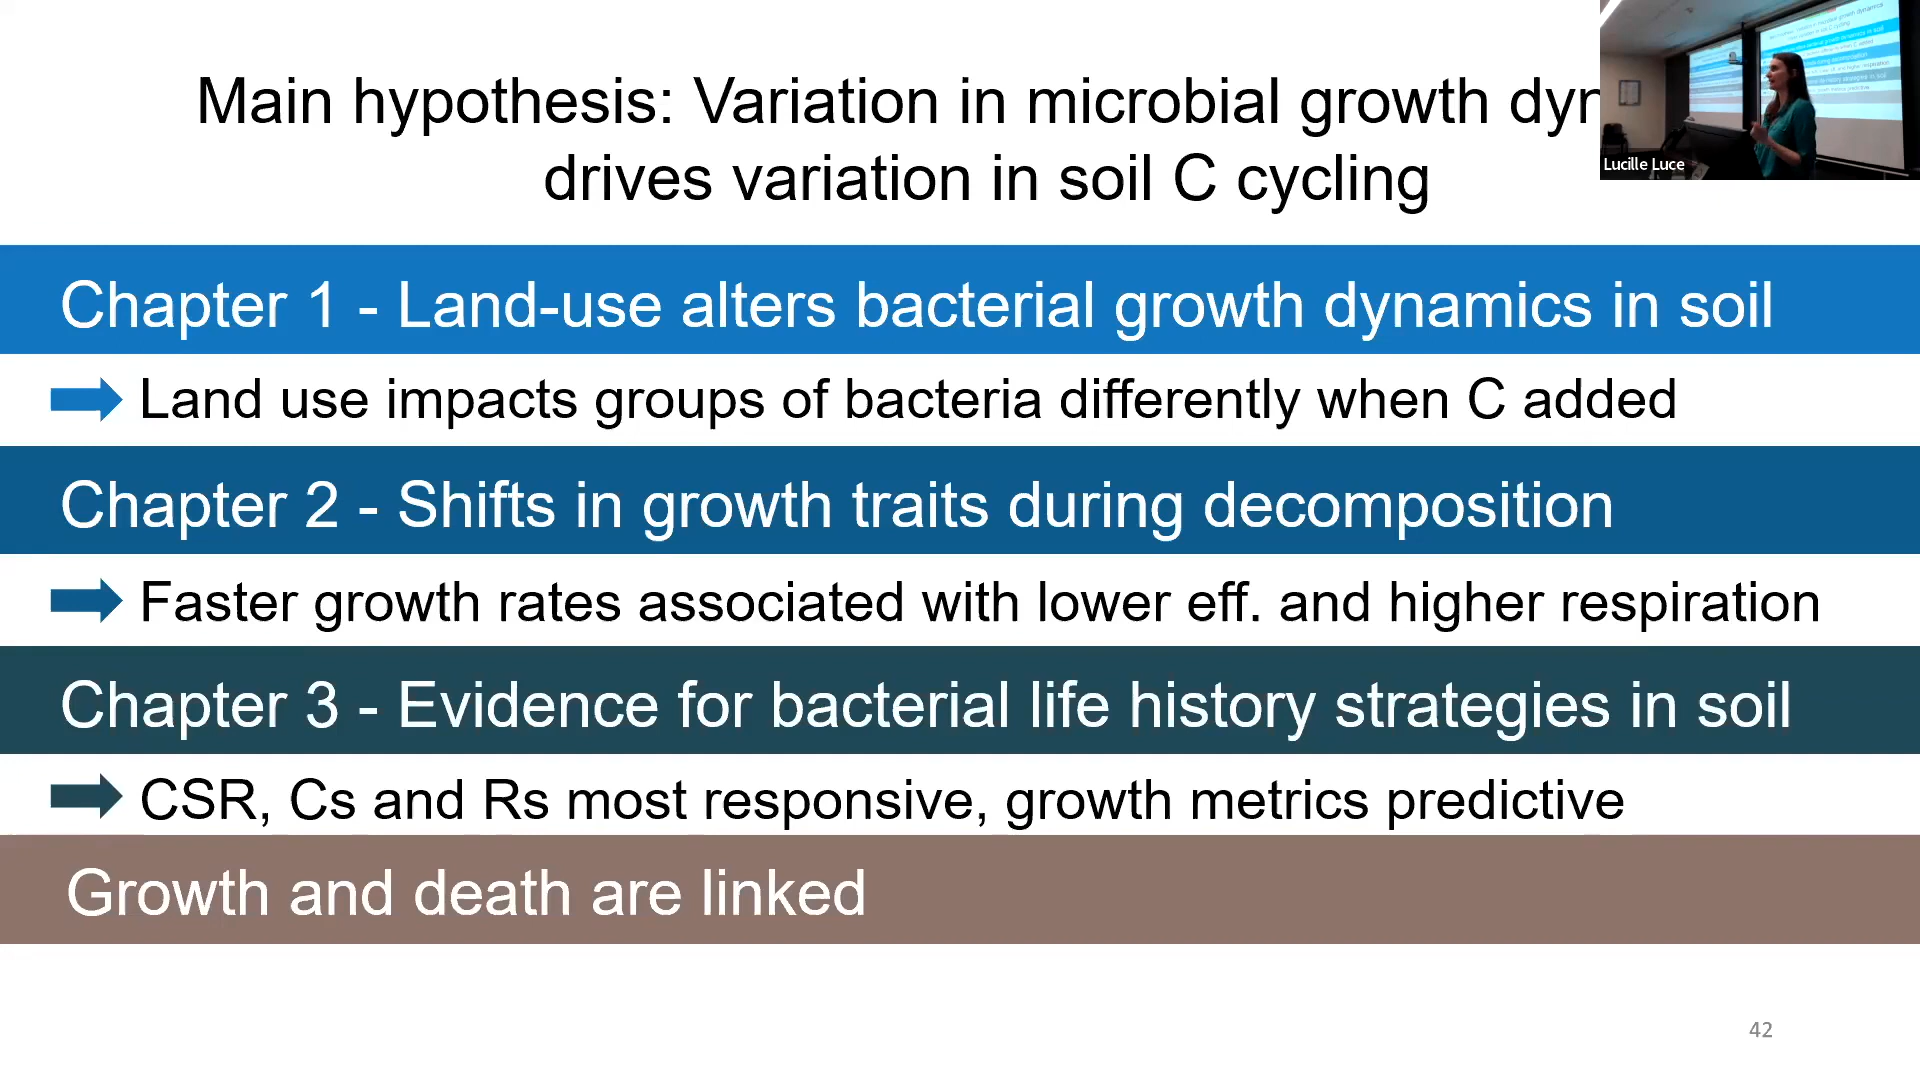 Main hypothesis: Variation in microbial growth dyn
drives variation in soil C cycling
Lucille Luce
Chapter 1 - Land-use alters bacterial growth dynamics in soil
Land use impacts groups of bacteria differently when C added
Chapter 2 - Shifts in growth traits during decomposition
Faster growth rates associated with lower eff. and higher respiration
Chapter 3 - Evidence for bacterial life history strategies in soil
CSR, Cs and Rs most responsive, growth metrics predictive
Growth and death are linked
42